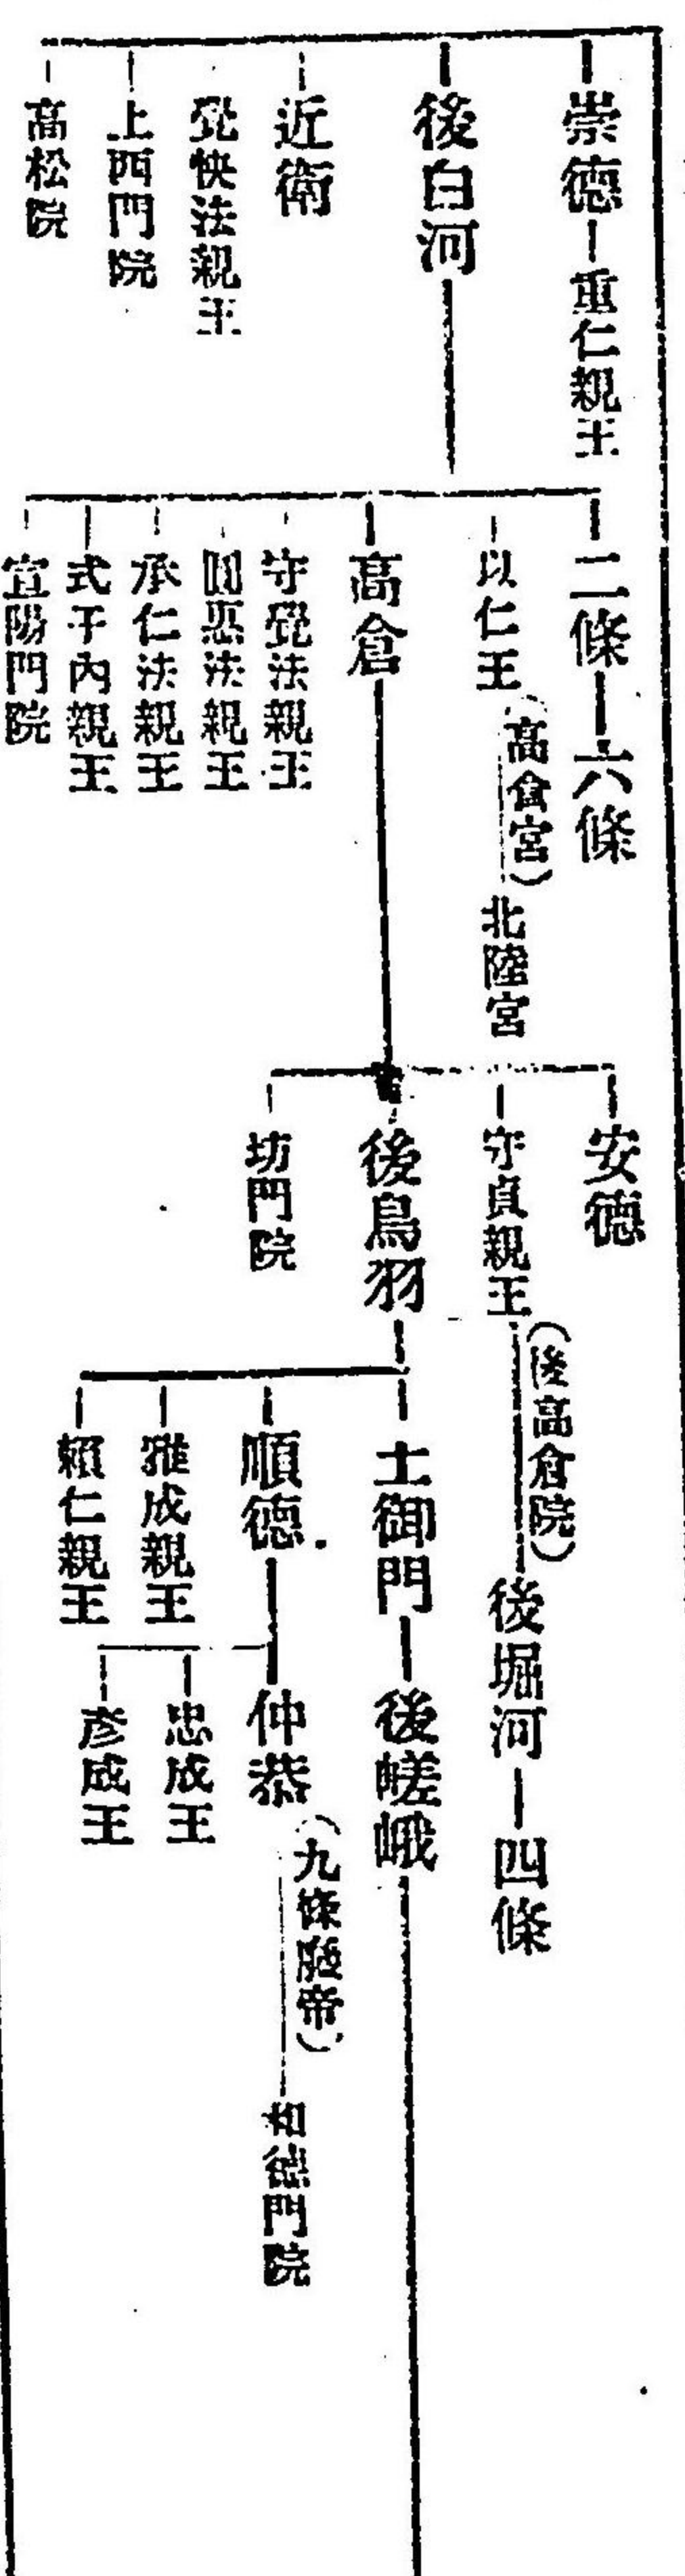 崇德
重仁親王
後白河
近衛
覺快法親王
上西門院
高松院
二條
六條
以仁王
(高倉宮)
北陸宮
高倉
守覺法親王
圓惠法親王
承仁法親王
式子內親王
宣陽門院
安德
守貞親王
(後高倉院)
後堀河
四條
後鳥羽
坊門院
土御門
後嵯峨
順德
仲恭
(九條廢帝)
和德門院
忠成王
彥成王
雅成親王
賴仁親王